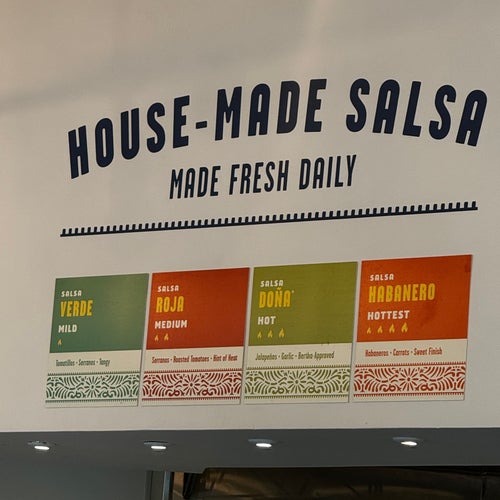 HOUSE-MADE SALSA
MADE FRESH DAILY
SALSA
VERDE
MILD
Tomatillos • Serranos • Tangy
SALSA
ROJA
MEDIUM
Serranos • Roasted Tomatoes • Hint of Heat
SALSA
DOÑA*
HOT
Jalapeños • Garlic • Bertha Approved
SALSA
HABANERO
HOTTEST
Habaneros • Carrots • Sweet Finish